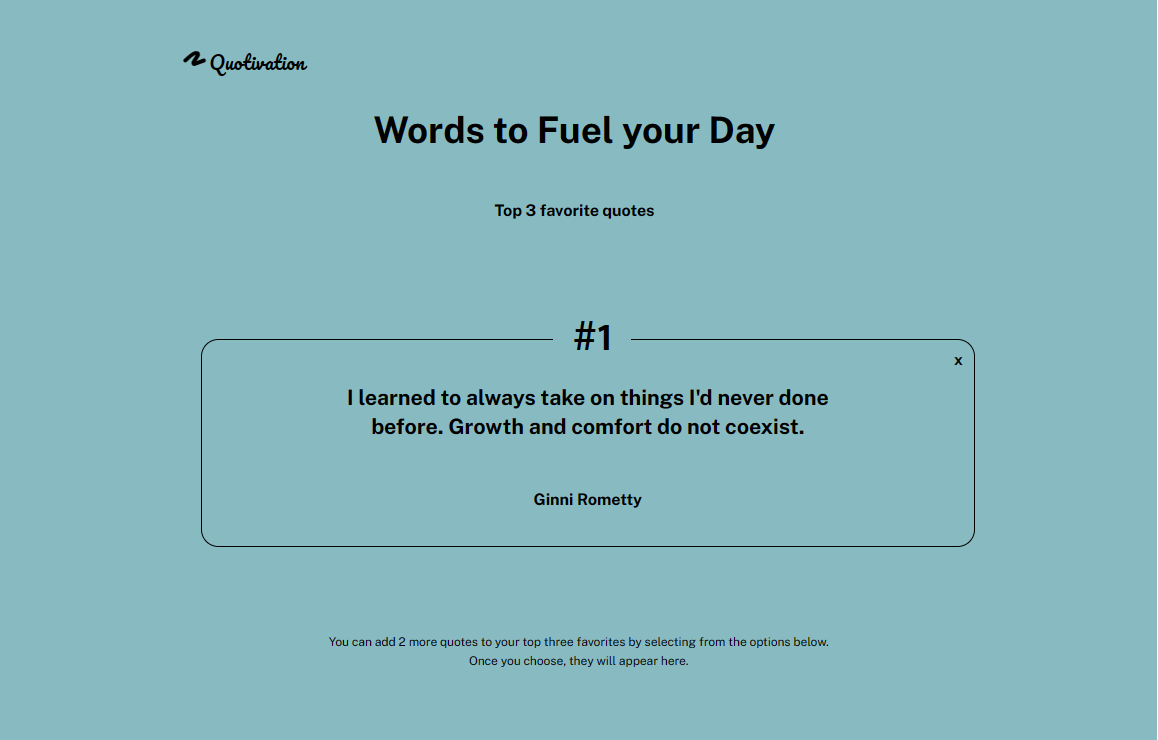 Quotivation
Words to Fuel your Day
Top 3 favorite quotes
#1
x
I learned to always take on things I'd never done
before. Growth and comfort do not coexist.
Ginni Rometty
You can add 2 more quotes to your top three favorites by selecting from the options below.
Once you choose, they will appear here.